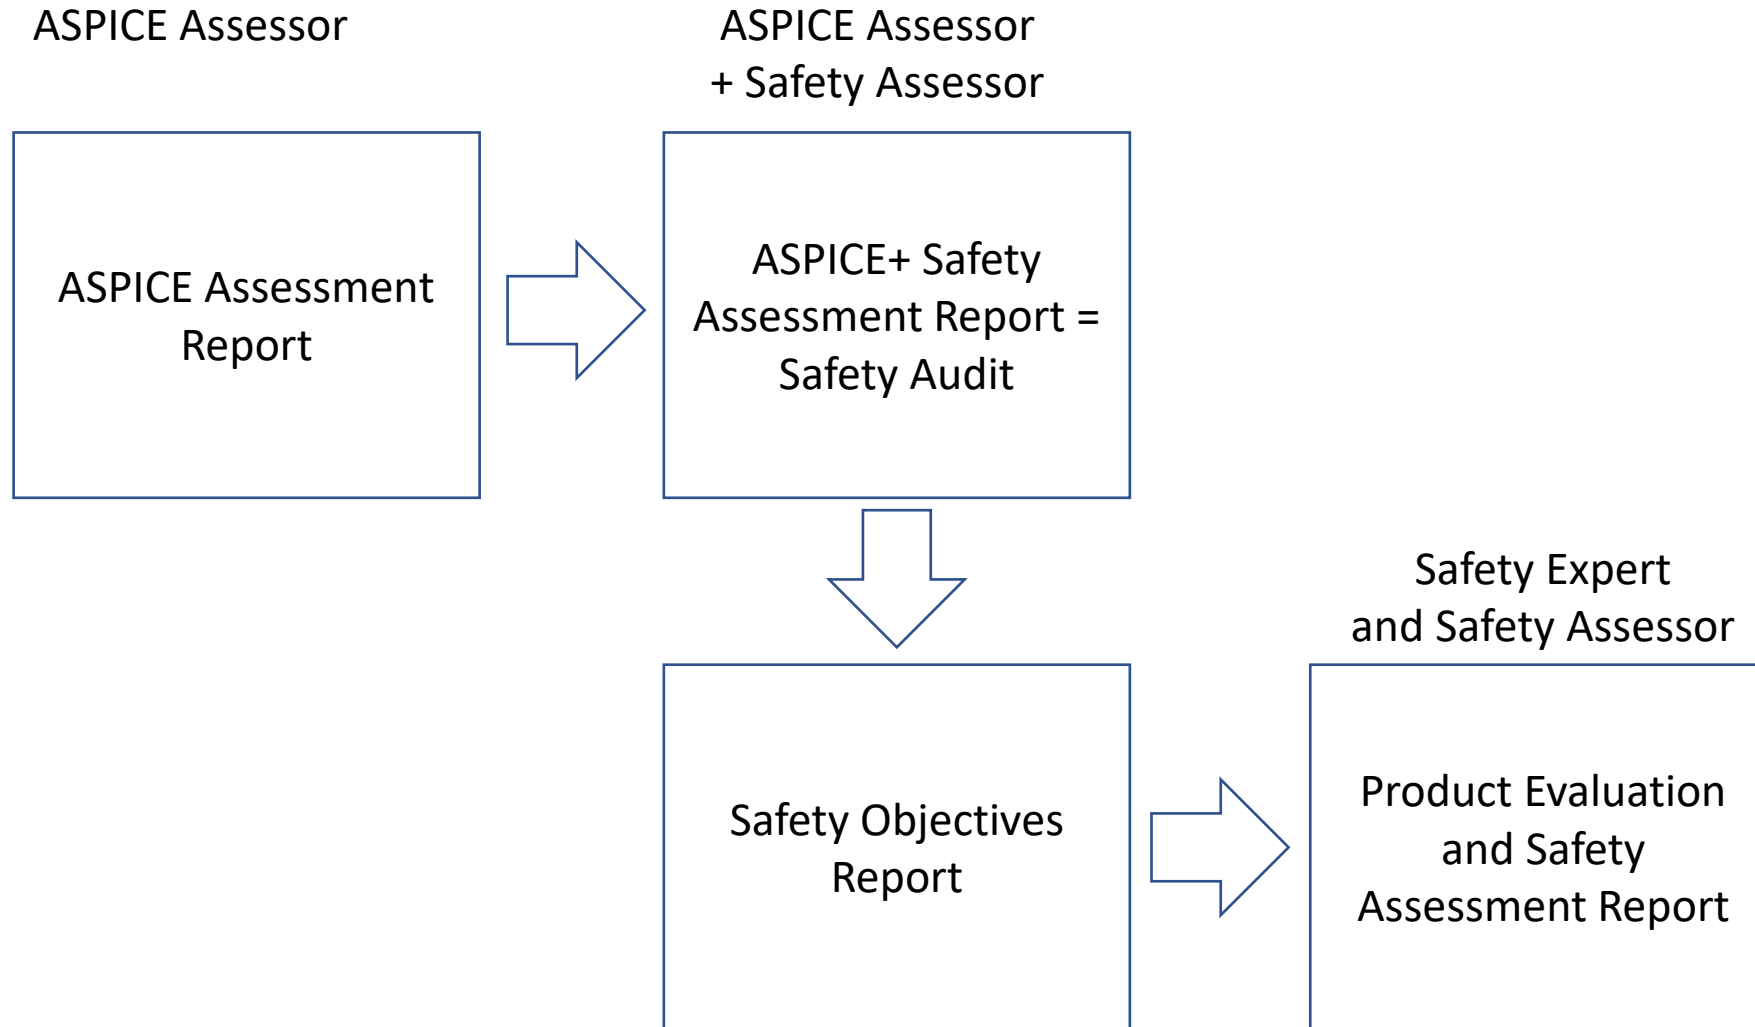 ASPICE Assessor
ASPICE Assessor
+ Safety Assessor
ASPICE Assessment
Report
ASPICE+ Safety
Assessment Report =
Safety Audit
Safety Expert
and Safety Assessor
Safety Objectives
Report
Product Evaluation
and Safety
Assessment Report